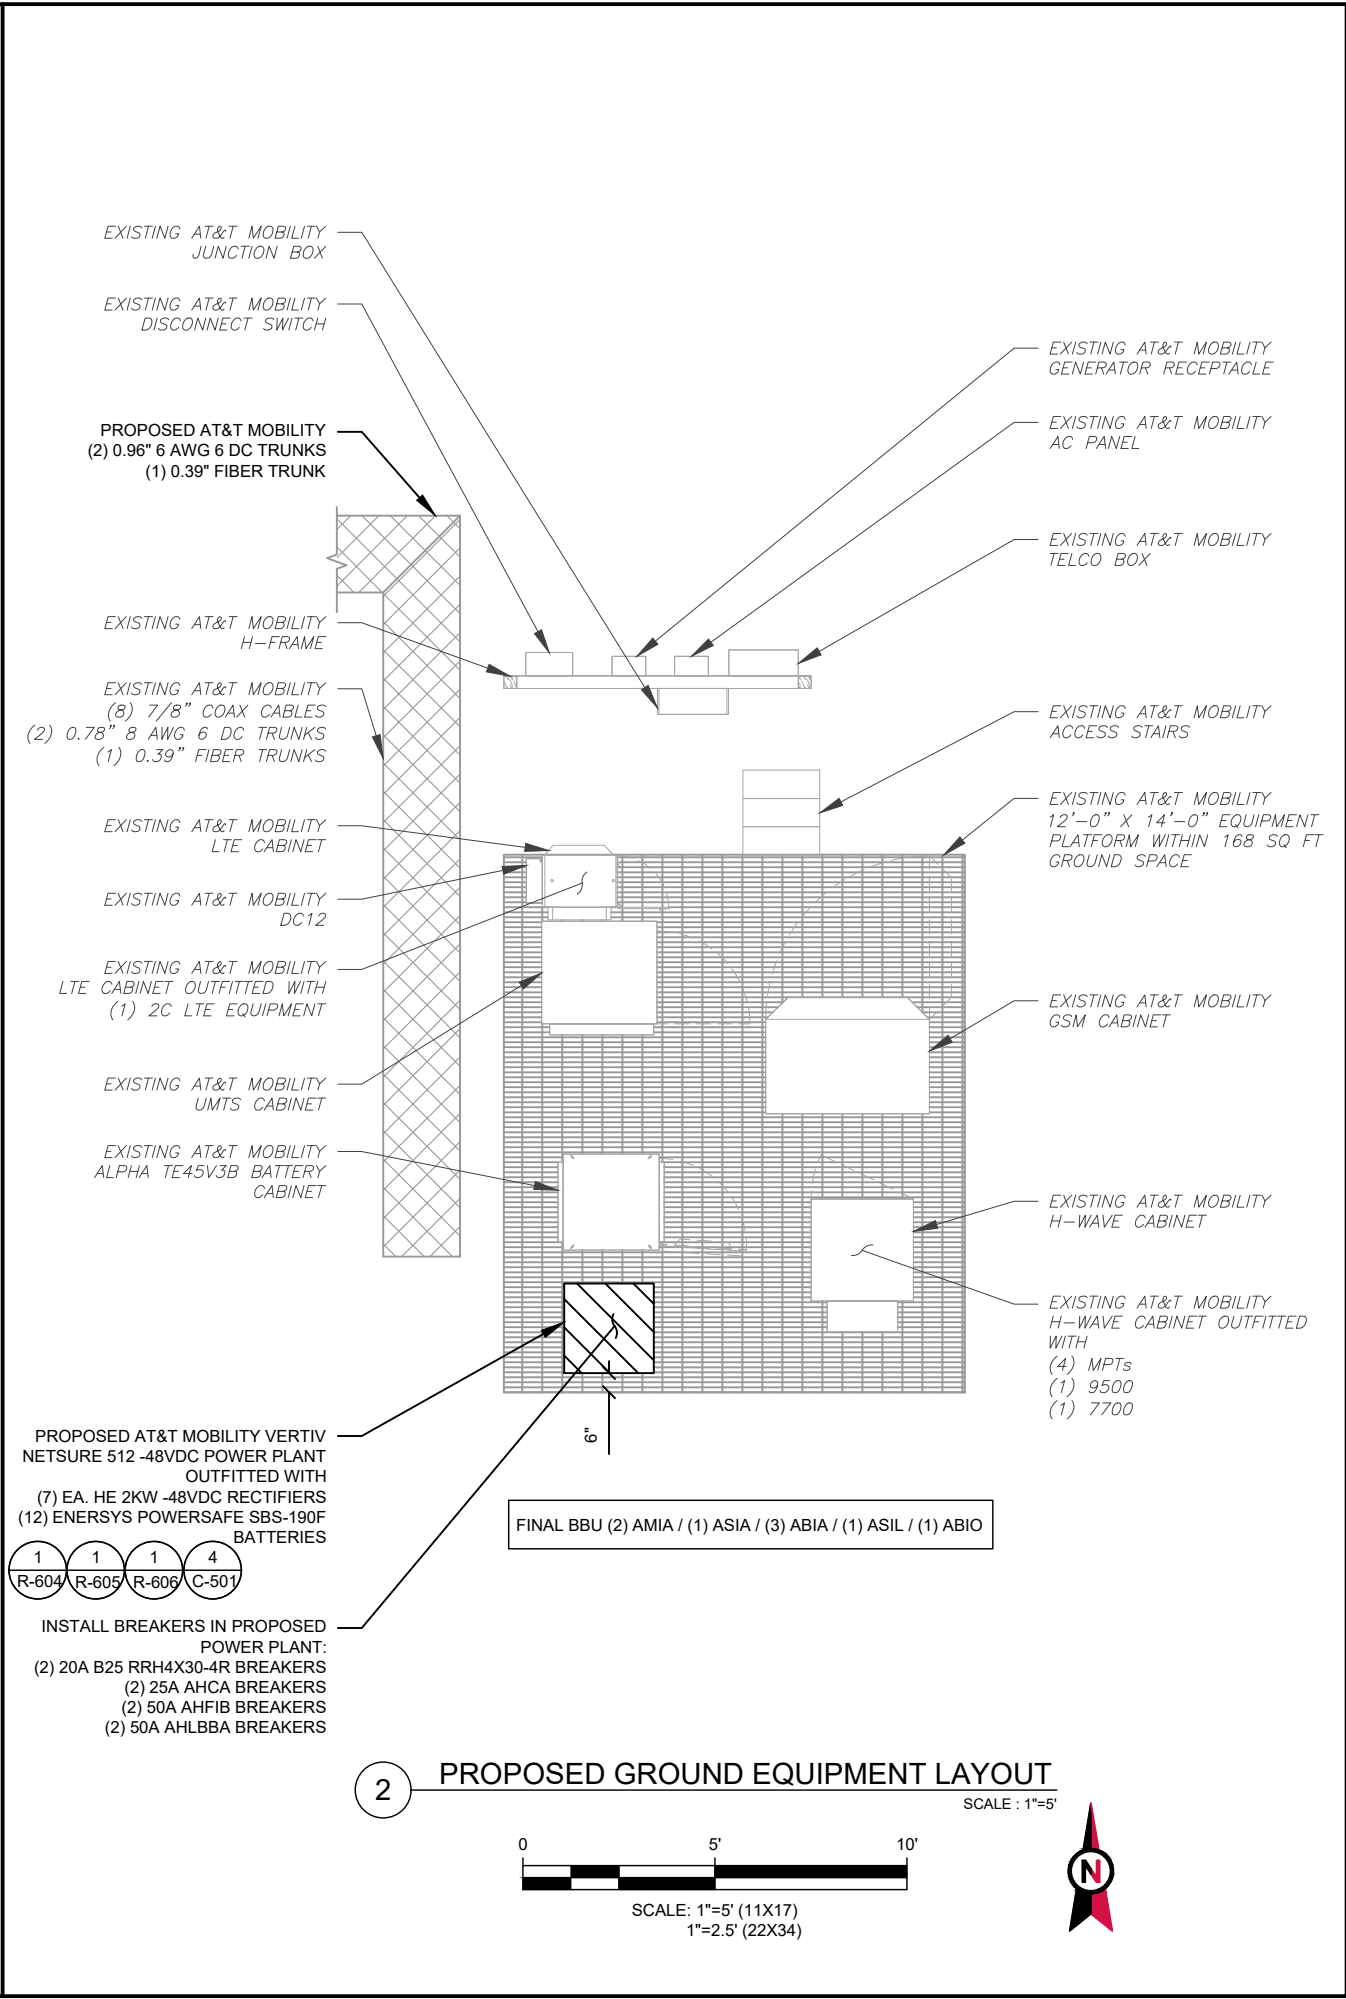 EXISTING AT&T MOBILITY
JUNCTION BOX
EXISTING AT&T MOBILITY
DISCONNECT SWITCH
PROPOSED AT&T MOBILITY
(2) 0.96" 6 AWG 6 DC TRUNKS
(1) 0.39" FIBER TRUNK
EXISTING AT&T MOBILITY
H-FRAME
EXISTING AT&T MOBILITY
(8) 7/8" COAX CABLES
(2) 0.78" 8 AWG 6 DC TRUNKS
(1) 0.39" FIBER TRUNKS
EXISTING AT&T MOBILITY
LTE CABINET
EXISTING AT&T MOBILITY
DC12
EXISTING AT&T MOBILITY
LTE CABINET OUTFITTED WITH
(1) 2C LTE EQUIPMENT
EXISTING AT&T MOBILITY
UMTS CABINET
EXISTING AT&T MOBILITY
ALPHA TE45V3B BATTERY
CABINET
EXISTING AT&T MOBILITY
GENERATOR RECEPTACLE
EXISTING AT&T MOBILITY
AC PANEL
EXISTING AT&T MOBILITY
TELCO BOX
EXISTING AT&T MOBILITY
ACCESS STAIRS
EXISTING AT&T MOBILITY
12'-0" X 14'-0" EQUIPMENT
PLATFORM WITHIN 168 SQ FT
GROUND SPACE
EXISTING AT&T MOBILITY
GSM CABINET
EXISTING AT&T MOBILITY
H-WAVE CABINET
EXISTING AT&T MOBILITY
H-WAVE CABINET OUTFITTED
WITH
(4) MPTs
(1) 9500
(1) 7700
6"
PROPOSED AT&T MOBILITY VERTIV
NETSURE 512 -48VDC POWER PLANT
OUTFITTED WITH
(7) EA. HE 2KW -48VDC RECTIFIERS
(12) ENERSYS POWERSAFE SBS-190F
BATTERIES
1 1 1 4
R-604 R-605 R-606 C-501
FINAL BBU (2) AMIA / (1) ASIA / (3) ABIA / (1) ASIL / (1) ABIO
INSTALL BREAKERS IN PROPOSED
POWER PLANT:
(2) 20A B25 RRH4X30-4R BREAKERS
(2) 25A AHCA BREAKERS
(2) 50A AHFIB BREAKERS
(2) 50A AHLBBA BREAKERS
2 PROPOSED GROUND EQUIPMENT LAYOUT
SCALE : 1"=5'
0 5' 10'
SCALE: 1"=5' (11X17)
1"=2.5' (22X34)
N